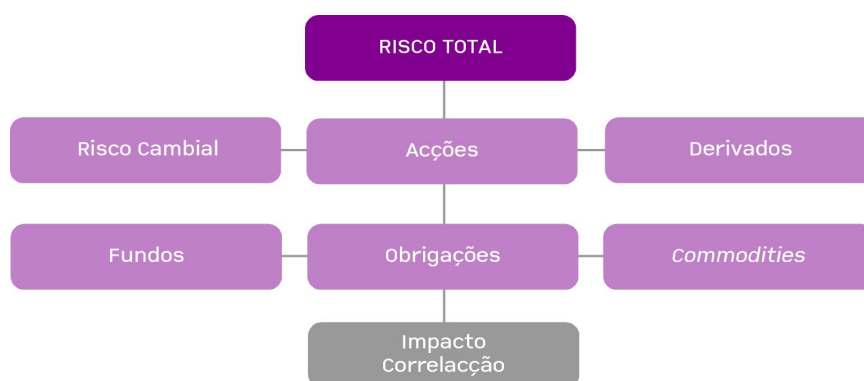 RISCO TOTAL
Risco Cambial
Acções
Derivados
Fundos
Obrigações
Commodities
Impacto
Correlacção